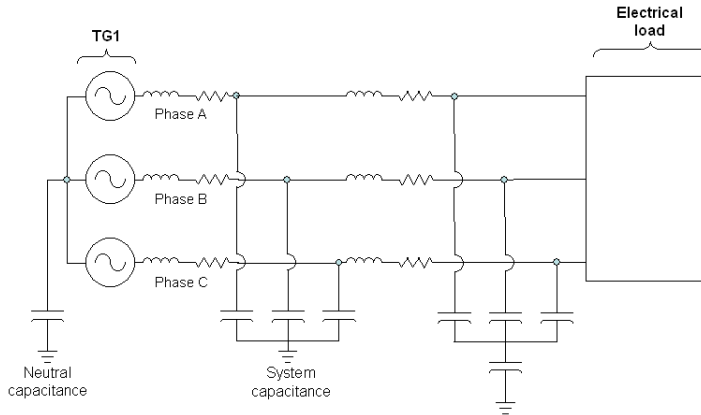 Electrical
load
TG1
Phase A
Phase B
Phase C
Neutral
capacitance
System
capacitance